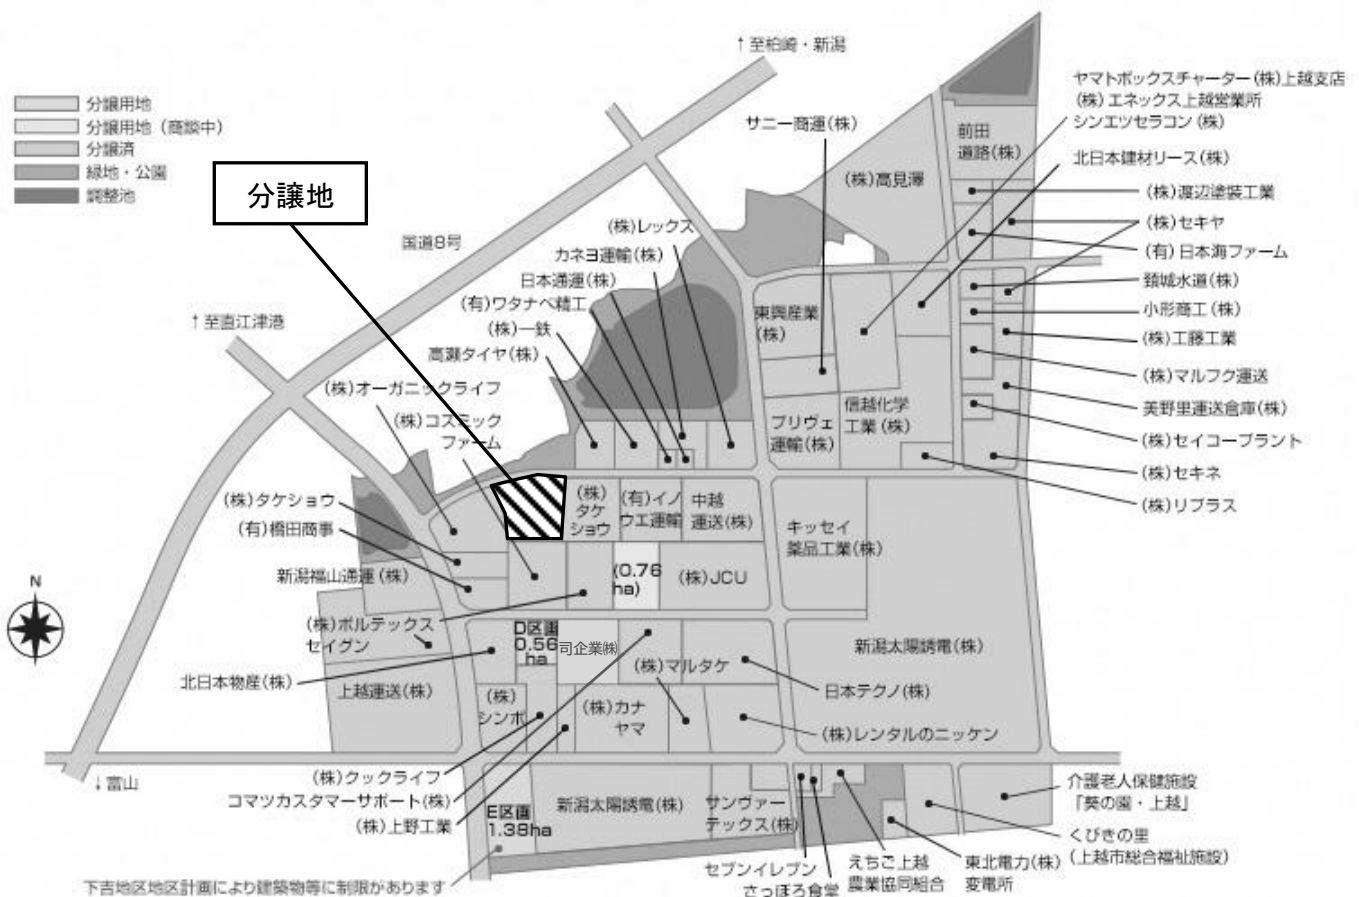 ↑至柏崎・新潟
分譲用地
分譲用地（商談中）
分譲済
緑地・公園
調整池
分譲地
国道8号
↑至直江津港
サニー商運(株)
ヤマトボックスチャーター(株)上越支店
(株)エネックス上越営業所
シンエツセラコン(株)
前田
道路(株)
北日本建材リース(株)
(株)高見澤
(株)渡辺塗装工業
(株)セキヤ
(有)日本海ファーム
頚城水道(株)
小形商工(株)
(株)工藤工業
(株)マルフク運送
美野里運送倉庫(株)
(株)セイコープラント
(株)セキネ
(株)リプラス
(株)レックス
カネヨ運輸(株)
日本通運(株)
(有)ワタナベ精工
(株)一鉄
高瀬タイヤ(株)
(株)オーガニックライフ
(株)コズミック
ファーム
東興産業
(株)
プリヴェ
運輸(株)
信越化学
工業(株)
(株)タケショウ
(有)橋田商事
新潟福山通運(株)
(株)
タケ
ショウ
(有)イノ
ウエ運輸
中越
運送(株)
キッセイ
薬品工業(株)
(0.76
ha)
(株)JCU
N
(株)ボルテックス
セイグン
D区画
0.56
ha
司企業㈱
(株)マルタケ
新潟太陽誘電(株)
北日本物産(株)
上越運送(株)
(株)
シンボ
(株)カナ
ヤマ
日本テクノ(株)
(株)レンタルのニッケン
↓富山
(株)クックライフ
コマツカスタマーサポート(株)
(株)上野工業
E区画
1.38ha
新潟太陽誘電(株)
サンヴァー
テックス(株)
介護老人保健施設
「葵の園・上越」
くびきの里
(上越市総合福祉施設)
セブンイレブン
さっぽろ食堂
えちご上越
農業協同組合
東北電力(株)
変電所
下吉地区地区計画により建築物等に制限があります